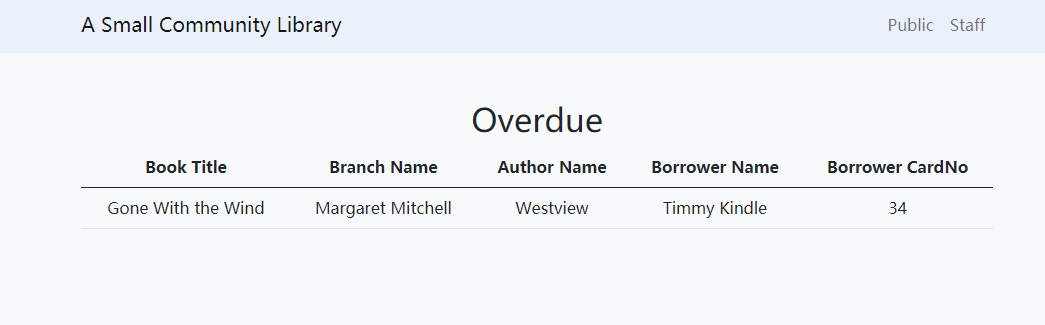 A Small Community Library Public Staff
Overdue
Book Title Branch Name Author Name Borrower Name Borrower CardNo
Gone With the Wind Margaret Mitchell Westview Timmy Kindle 34